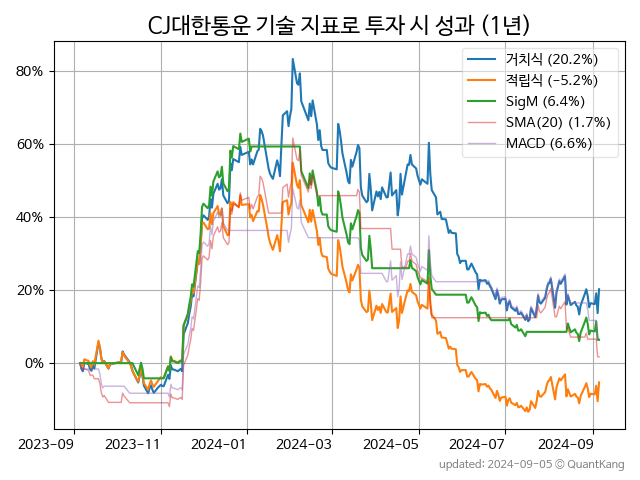 CJ대한통운 기술 지표로 투자 시 성과 (1년)
거치식 (20.2%)
적립식 (-5.2%)
SigM (6.4%)
SMA(20) (1.7%)
MACD (6.6%)
80%
60%
40%
20%
0%
2023-09 2023-11 2024-01 2024-03 2024-05 2024-07 2024-09
updated: 2024-09-05 © QuantKang